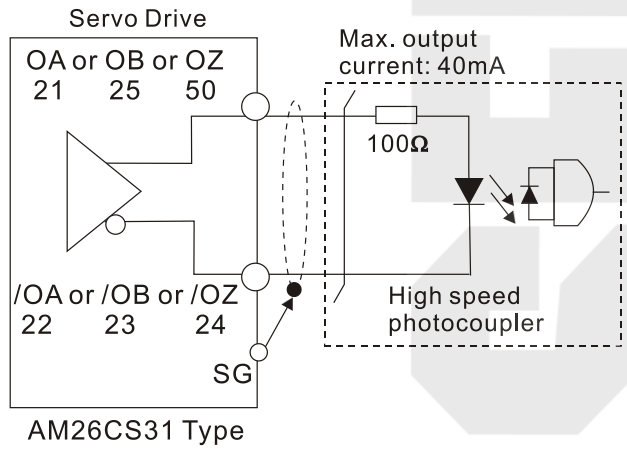 Servo Drive
OA or OB or OZ
21 25 50
Max. output
current: 40mA
100Ω
/OA or /OB or /OZ
22 23 24
High speed
photocoupler
SG
AM26CS31 Type